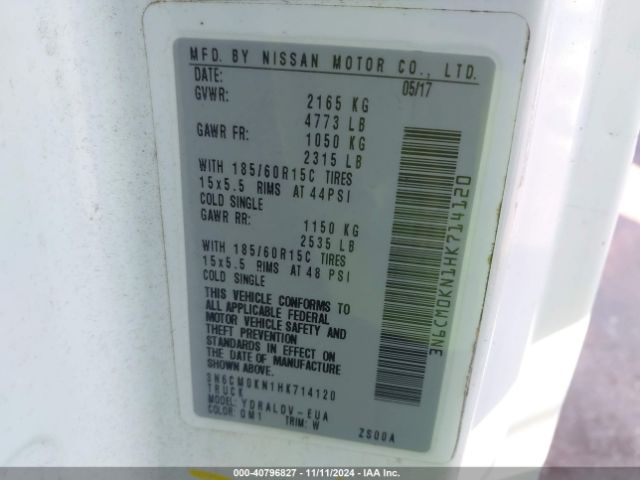 MFD. BY NISSAN MOTOR CO., LTD.
DATE: 05/17
GVWR: 2165 KG
4773 LB
GAWR FR: 1050 KG
2315 LB
WITH 185/60R15C TIRES
15x5.5 RIMS AT 44PSI
COLD SINGLE
GAWR RR: 1150 KG
2535 LB
WITH 185/60R15C TIRES
15x5.5 RIMS AT 48 PSI
COLD SINGLE
THIS VEHICLE CONFORMS TO
ALL APPLICABLE FEDERAL
MOTOR VEHICLE SAFETY AND
THEFT PREVENTION
STANDARDS IN EFFECT ON
THE DATE OF MANUFACTURE
SHOWN ABOVE.
3N6CM0KN1HK714120
TRUCK
MODEL: YDRALDV-EUA
COLOR: QM1 TRIM: W
ZS00A
3N6CM0KN1HK714120
000-40796827 - 11/11/2024 - IAA Inc.